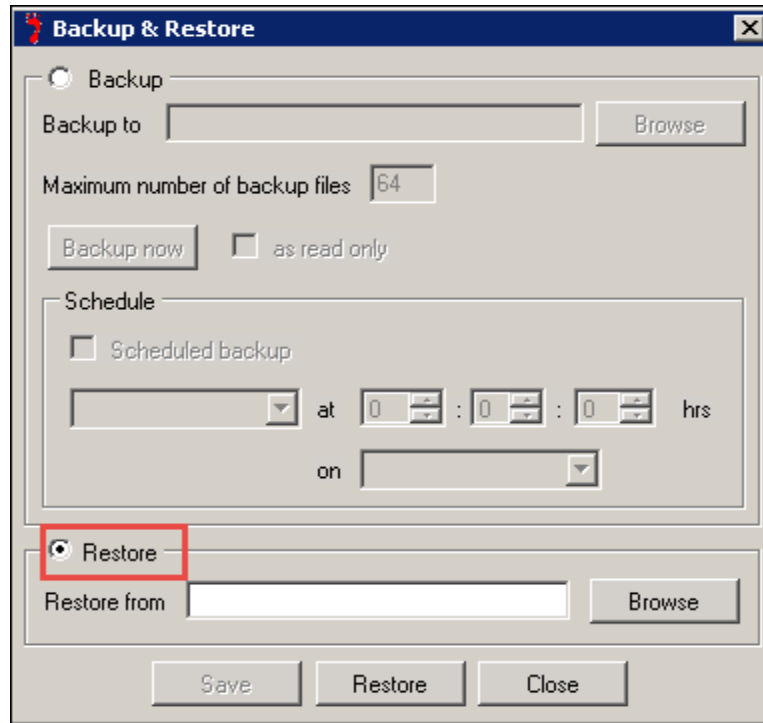 Backup & Restore
Backup
Backup to Browse
Maximum number of backup files 64
Backup now as read only
Schedule
Scheduled backup
at 0 : 0 : 0 hrs
on
Restore
Restore from Browse
Save Restore Close